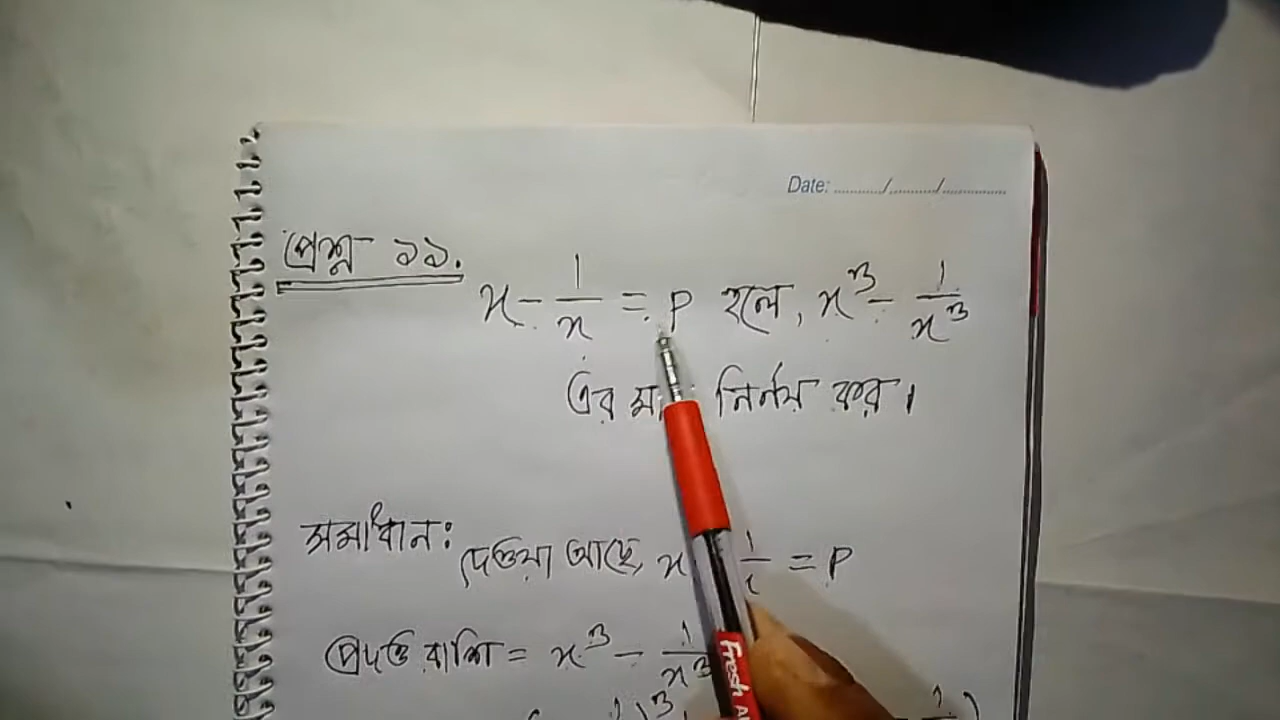 Date: ........../........../..............
প্রশ্ন ১১.
x - 1/x = P হলে, x³ - 1/x³
এর নির্ণয় কর।
সমাধান: দেওয়া আছে, x 1/x = P
প্রদত্ত রাশি = x³ - 1/x³
Fresh